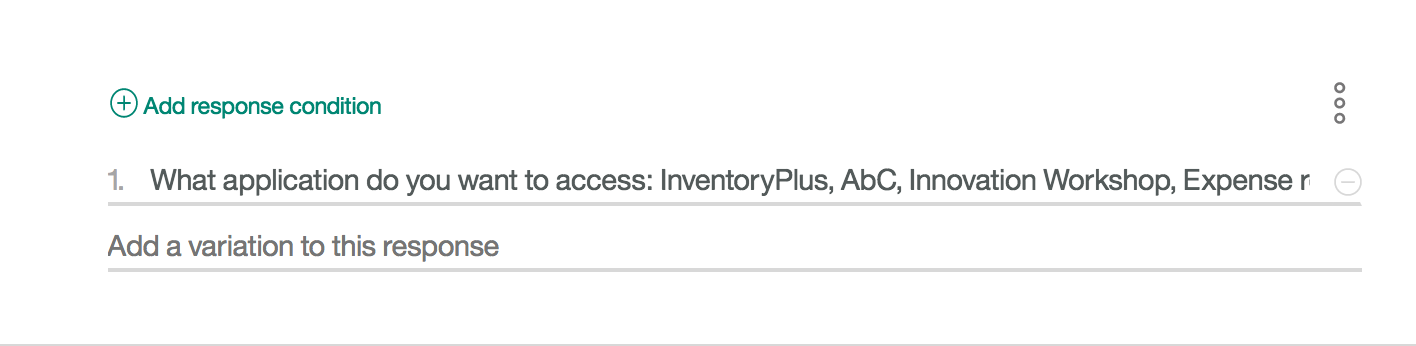 Add response condition
1. What application do you want to access: InventoryPlus, AbC, Innovation Workshop, Expense
Add a variation to this response